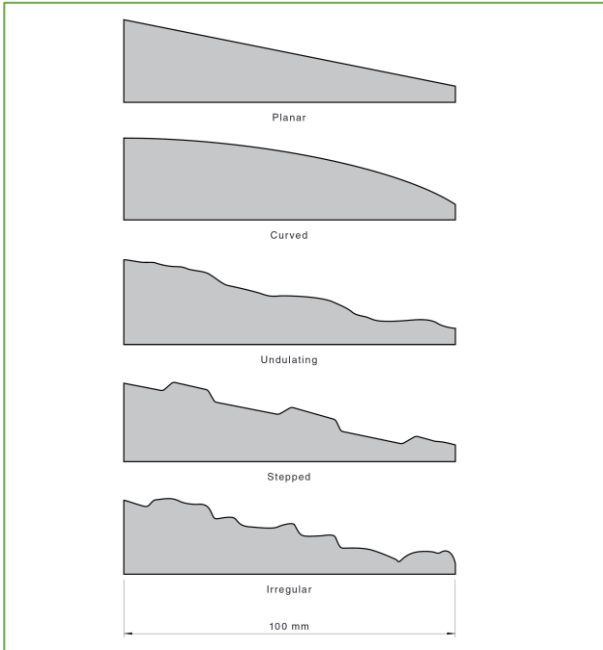 Planar
Curved
Undulating
Stepped
Irregular
100 mm